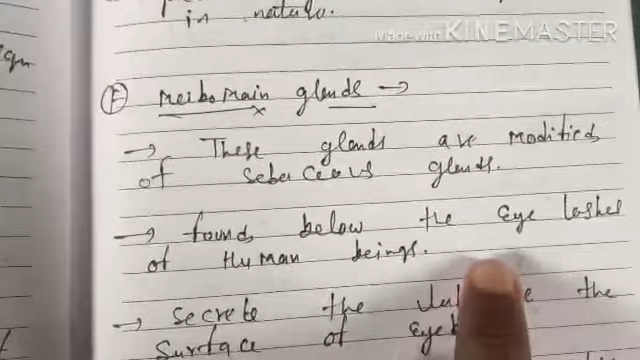 in nature.
Made with KINEMASTER
(F) Meibomain glands →
→ These glands are modified
of sebarceous glands.
→ found below the Eye lashes
of Human beings.
→ secrete the the
surface of